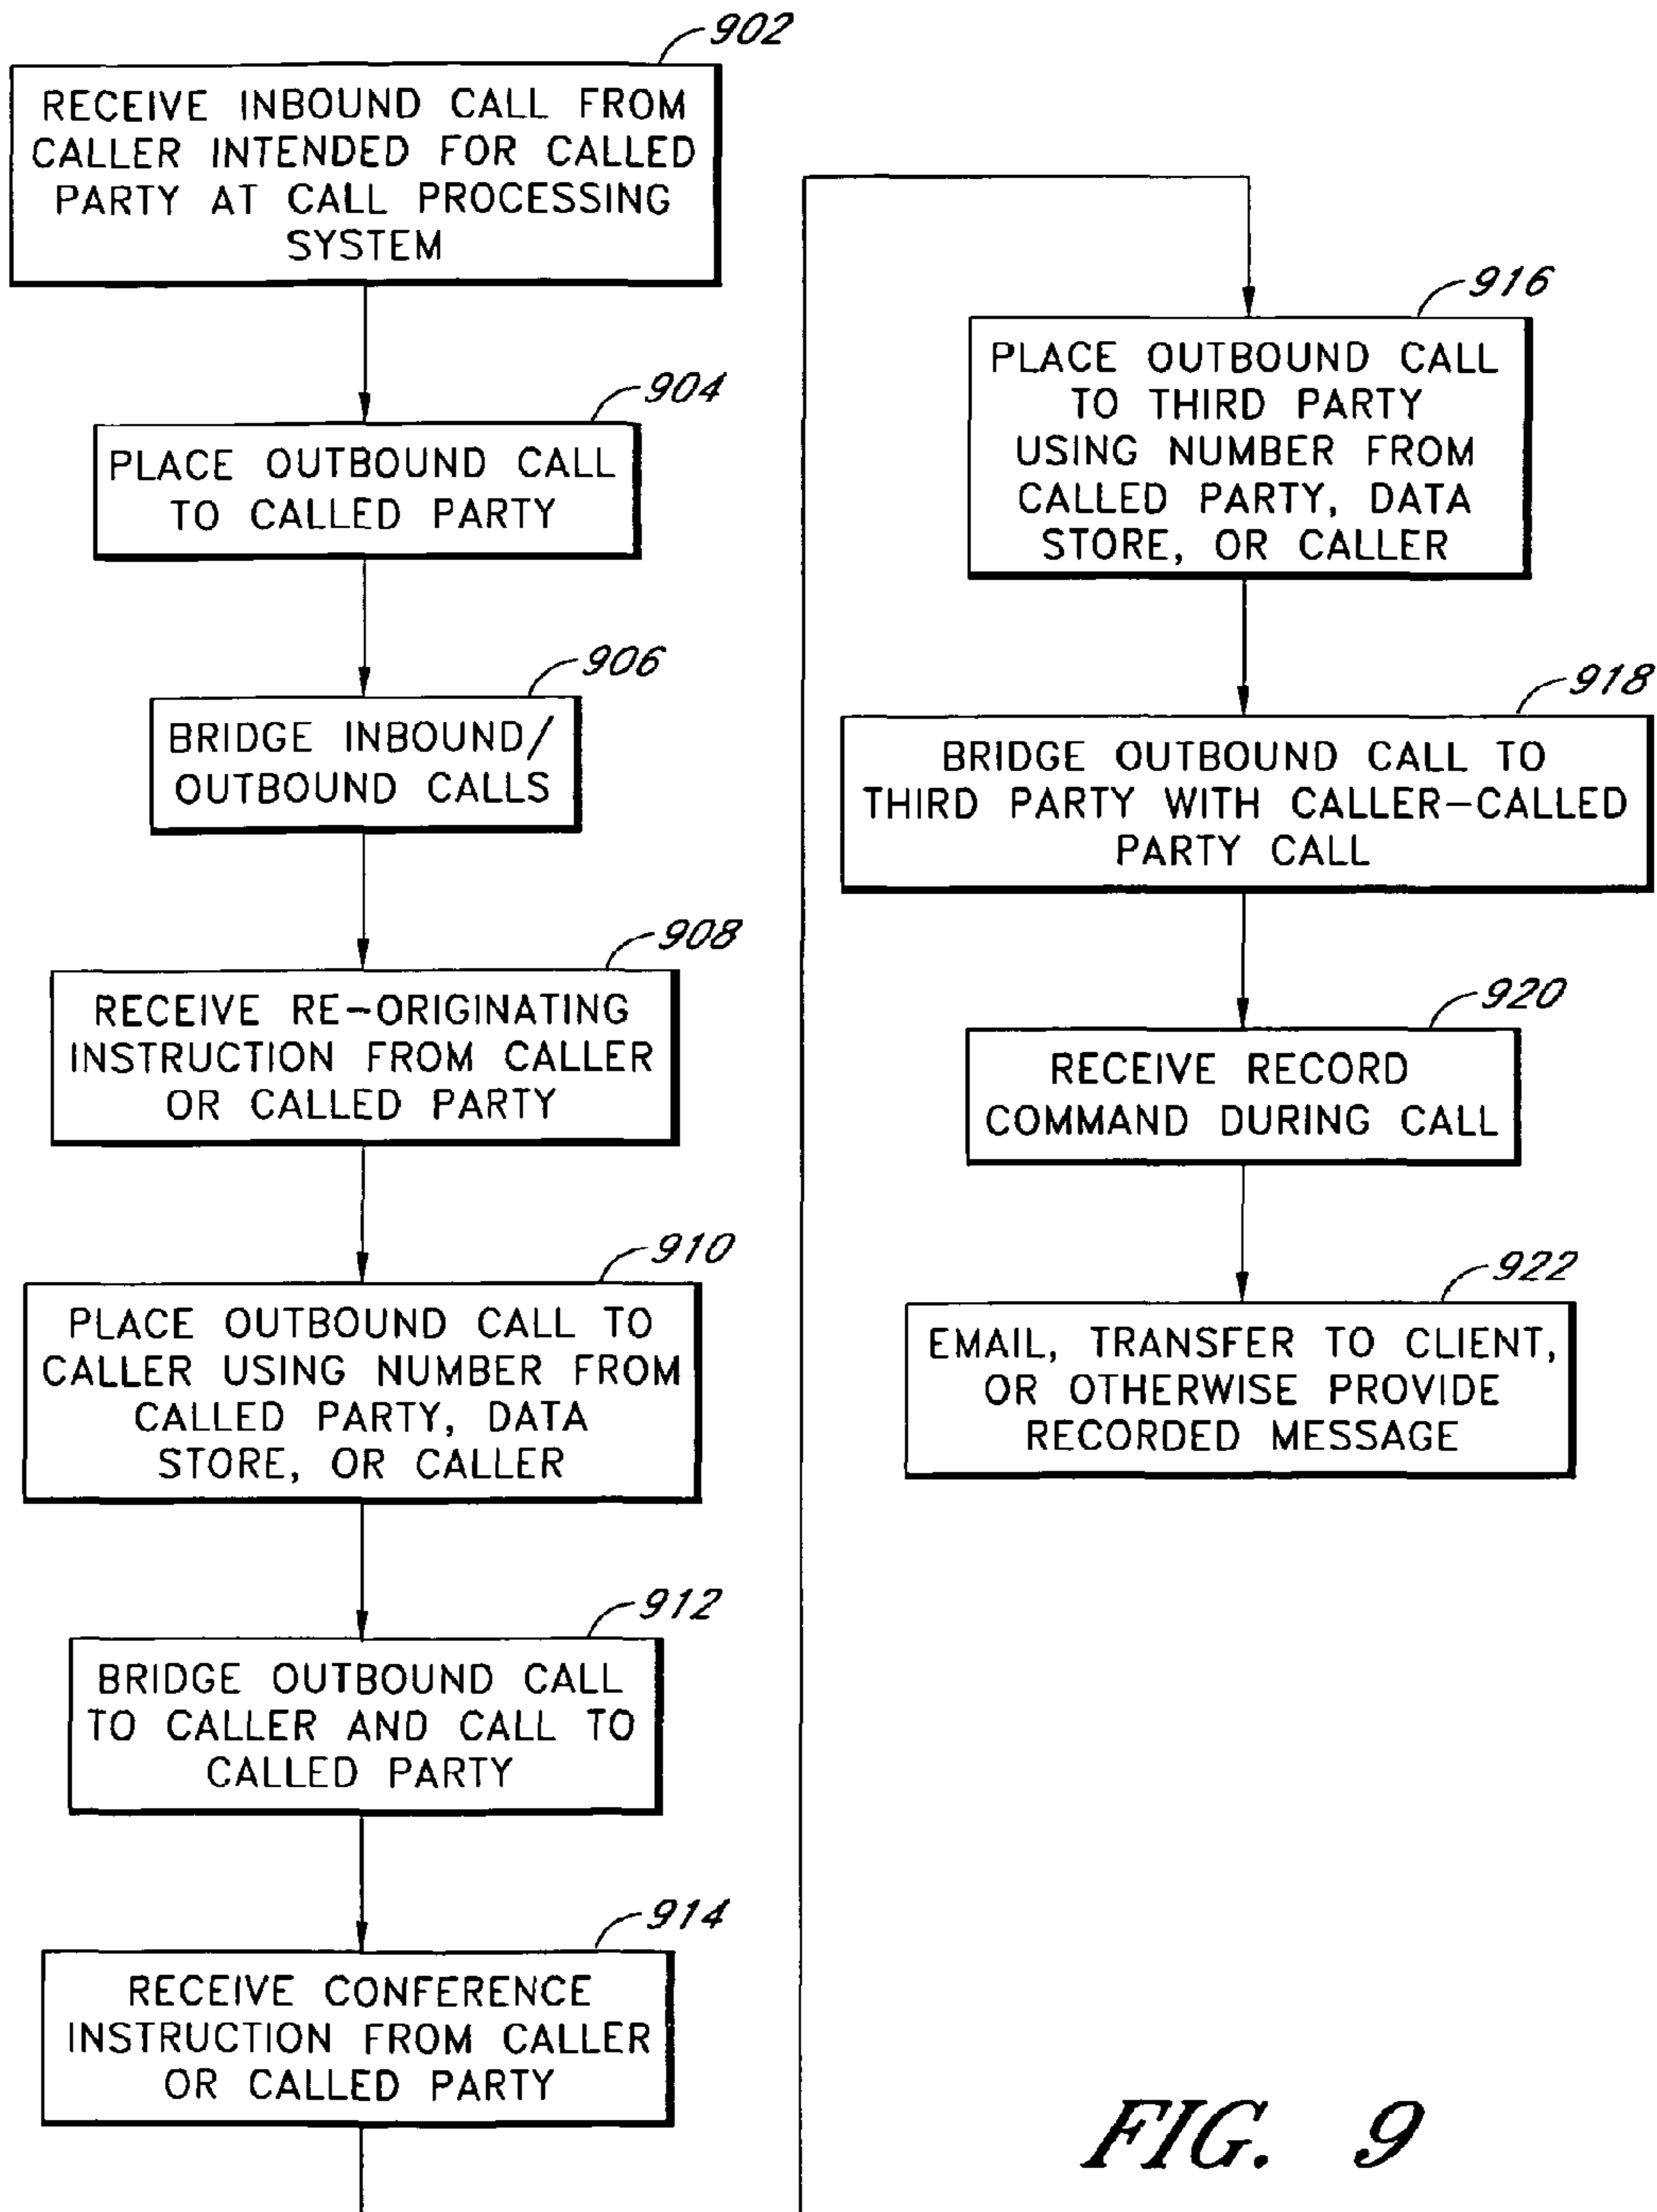 902
RECEIVE INBOUND CALL FROM
CALLER INTENDED FOR CALLED
PARTY AT CALL PROCESSING
SYSTEM
904
PLACE OUTBOUND CALL
TO CALLED PARTY
906
BRIDGE INBOUND/
OUTBOUND CALLS
908
RECEIVE RE-ORIGINATING
INSTRUCTION FROM CALLER
OR CALLED PARTY
910
PLACE OUTBOUND CALL TO
CALLER USING NUMBER FROM
CALLED PARTY, DATA
STORE, OR CALLER
912
BRIDGE OUTBOUND CALL
TO CALLER AND CALL TO
CALLED PARTY
914
RECEIVE CONFERENCE
INSTRUCTION FROM CALLER
OR CALLED PARTY
916
PLACE OUTBOUND CALL
TO THIRD PARTY
USING NUMBER FROM
CALLED PARTY, DATA
STORE, OR CALLER
918
BRIDGE OUTBOUND CALL TO
THIRD PARTY WITH CALLER-CALLED
PARTY CALL
920
RECEIVE RECORD
COMMAND DURING CALL
922
EMAIL, TRANSFER TO CLIENT,
OR OTHERWISE PROVIDE
RECORDED MESSAGE
FIG. 9